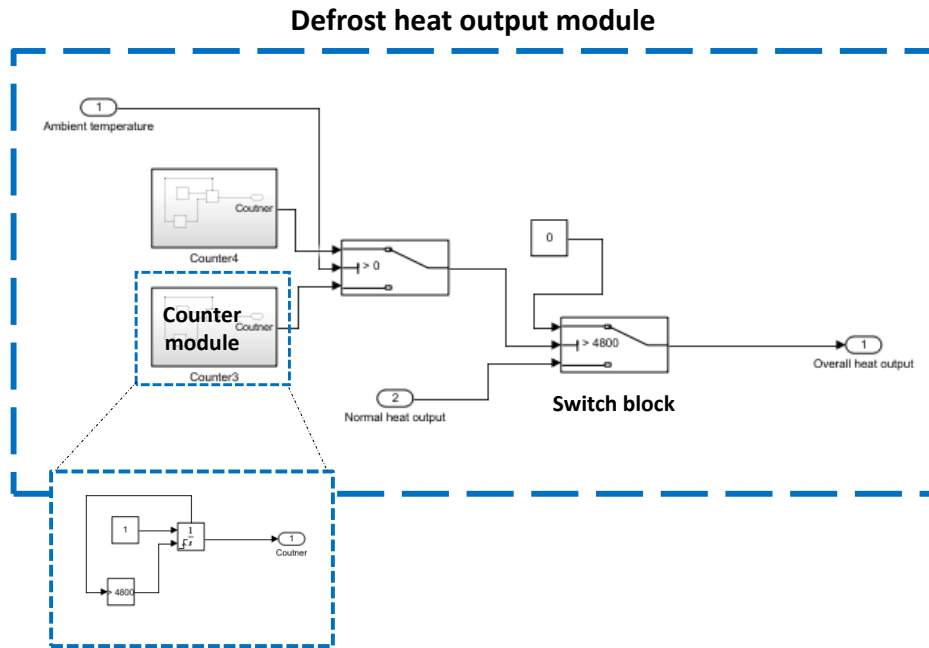 Defrost heat output module
1
Ambient temperature
Coutner
Counter4
> 0
0
Counter
module
Coutner
Counter3
> 4800
1
Overall heat output
2
Normal heat output
Switch block
1
1
s
1
Coutner
> 4800